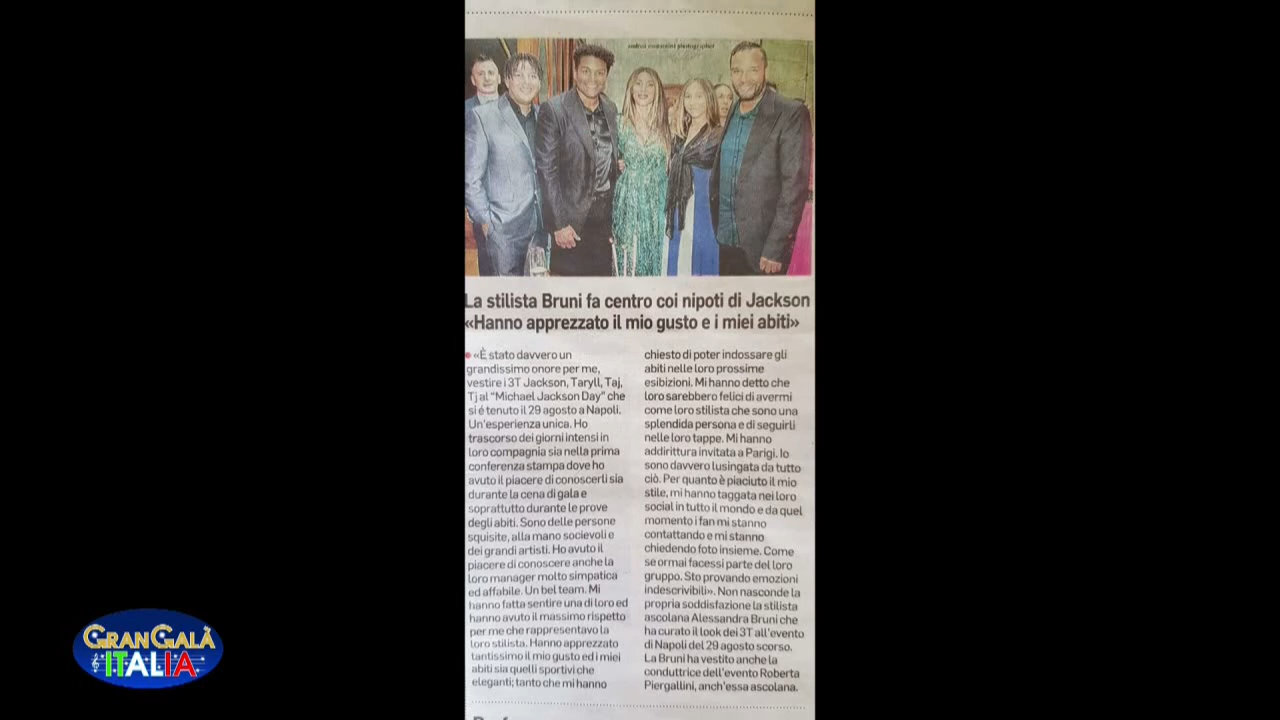 andrea morantini photographer
La stilista Bruni fa centro coi nipoti di Jackson
«Hanno apprezzato il mio gusto e i miei abiti»
«È stato davvero un
grandissimo onore per me,
vestire i 3T Jackson, Taryll, Taj,
Tj al "Michael Jackson Day" che
si é tenuto il 29 agosto a Napoli.
Un'esperienza unica. Ho
trascorso dei giorni intensi in
loro compagnia sia nella prima
conferenza stampa dove ho
avuto il piacere di conoscerli sia
durante la cena di gala e
soprattutto durante le prove
degli abiti. Sono delle persone
squisite, alla mano socievoli e
dei grandi artisti. Ho avuto il
piacere di conoscere anche la
loro manager molto simpatica
ed affabile. Un bel team. Mi
hanno fatta sentire una di loro ed
hanno avuto il massimo rispetto
per me che rappresentavo la
loro stilista. Hanno apprezzato
tantissimo il mio gusto ed i miei
abiti sia quelli sportivi che
eleganti; tanto che mi hanno
chiesto di poter indossare gli
abiti nelle loro prossime
esibizioni. Mi hanno detto che
loro sarebbero felici di avermi
come loro stilista che sono una
splendida persona e di seguirli
nelle loro tappe. Mi hanno
addirittura invitata a Parigi. Io
sono davvero lusingata da tutto
ciò. Per quanto è piaciuto il mio
stile, mi hanno taggata nei loro
social in tutto il mondo e da quel
momento i fan mi stanno
contattando e mi stanno
chiedendo foto insieme. Come
se ormai facessi parte del loro
gruppo. Sto provando emozioni
indescrivibili». Non nasconde la
propria soddisfazione la stilista
ascolana Alessandra Bruni che
ha curato il look dei 3T all'evento
di Napoli del 29 agosto scorso.
La Bruni ha vestito anche la
conduttrice dell'evento Roberta
Piergallini, anch'essa ascolana.
GRANGALÀ
ITALIA